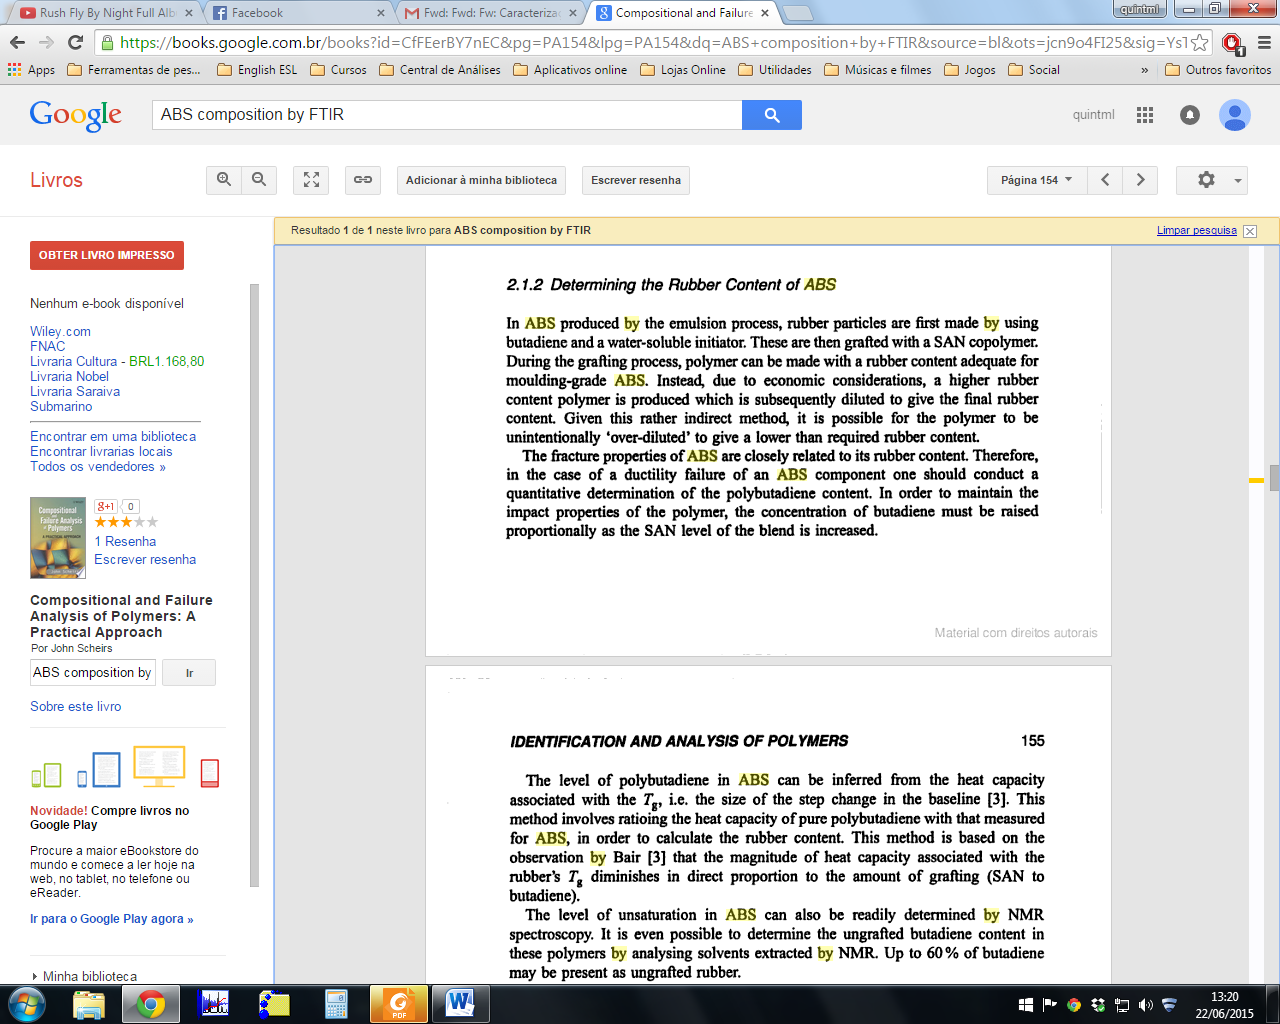 Rush Fly By Night Full Alb
Facebook
Fwd: Fwd: Fw: Caracteriza
Compositional and Failure
quintml
https://books.google.com.br/books?id=CfFEerBY7nEC&pg=PA154&lpg=PA154&dq=ABS+composition+by+FTIR&source=bl&ots=jcn9o4FI25&sig=Ys
Apps
Ferramentas de pes...
English ESL
Cursos
Central de Análises
Aplicativos online
Lojas Online
Utilidades
Músicas e filmes
Jogos
Social
»
Outros favoritos
Google
ABS composition by FTIR
quintml
Livros
Adicionar à minha biblioteca
Escrever resenha
Página 154
Resultado 1 de 1 neste livro para ABS composition by FTIR
Limpar pesquisa
OBTER LIVRO IMPRESSO
Nenhum e-book disponível
Wiley.com
FNAC
Livraria Cultura - BRL1.168,80
Livraria Nobel
Livraria Saraiva
Submarino
Encontrar em uma biblioteca
Encontrar livrarias locais
Todos os vendedores »
g+1 0
1 Resenha
Escrever resenha
Compositional and Failure
Analysis of Polymers: A
Practical Approach
Por John Scheirs
ABS composition by
Ir
Sobre este livro
Novidade! Compre livros no
Google Play
Procure a maior eBookstore do
mundo e comece a ler hoje na
web, no tablet, no telefone ou
eReader.
Ir para o Google Play agora »
Minha biblioteca
2.1.2 Determining the Rubber Content of ABS
In ABS produced by the emulsion process, rubber particles are first made by using
butadiene and a water-soluble initiator. These are then grafted with a SAN copolymer.
During the grafting process, polymer can be made with a rubber content adequate for
moulding-grade ABS. Instead, due to economic considerations, a higher rubber
content polymer is produced which is subsequently diluted to give the final rubber
content. Given this rather indirect method, it is possible for the polymer to be
unintentionally 'over-diluted' to give a lower than required rubber content.
The fracture properties of ABS are closely related to its rubber content. Therefore,
in the case of a ductility failure of an ABS component one should conduct a
quantitative determination of the polybutadiene content. In order to maintain the
impact properties of the polymer, the concentration of butadiene must be raised
proportionally as the SAN level of the blend is increased.
Material com direitos autorais
IDENTIFICATION AND ANALYSIS OF POLYMERS 155
The level of polybutadiene in ABS can be inferred from the heat capacity
associated with the Tg, i.e. the size of the step change in the baseline [3]. This
method involves ratioing the heat capacity of pure polybutadiene with that measured
for ABS, in order to calculate the rubber content. This method is based on the
observation by Bair [3] that the magnitude of heat capacity associated with the
rubber's Tg diminishes in direct proportion to the amount of grafting (SAN to
butadiene).
The level of unsaturation in ABS can also be readily determined by NMR
spectroscopy. It is even possible to determine the ungrafted butadiene content in
these polymers by analysing solvents extracted by NMR. Up to 60% of butadiene
may be present as ungrafted rubber.
PDF
13:20
22/06/2015